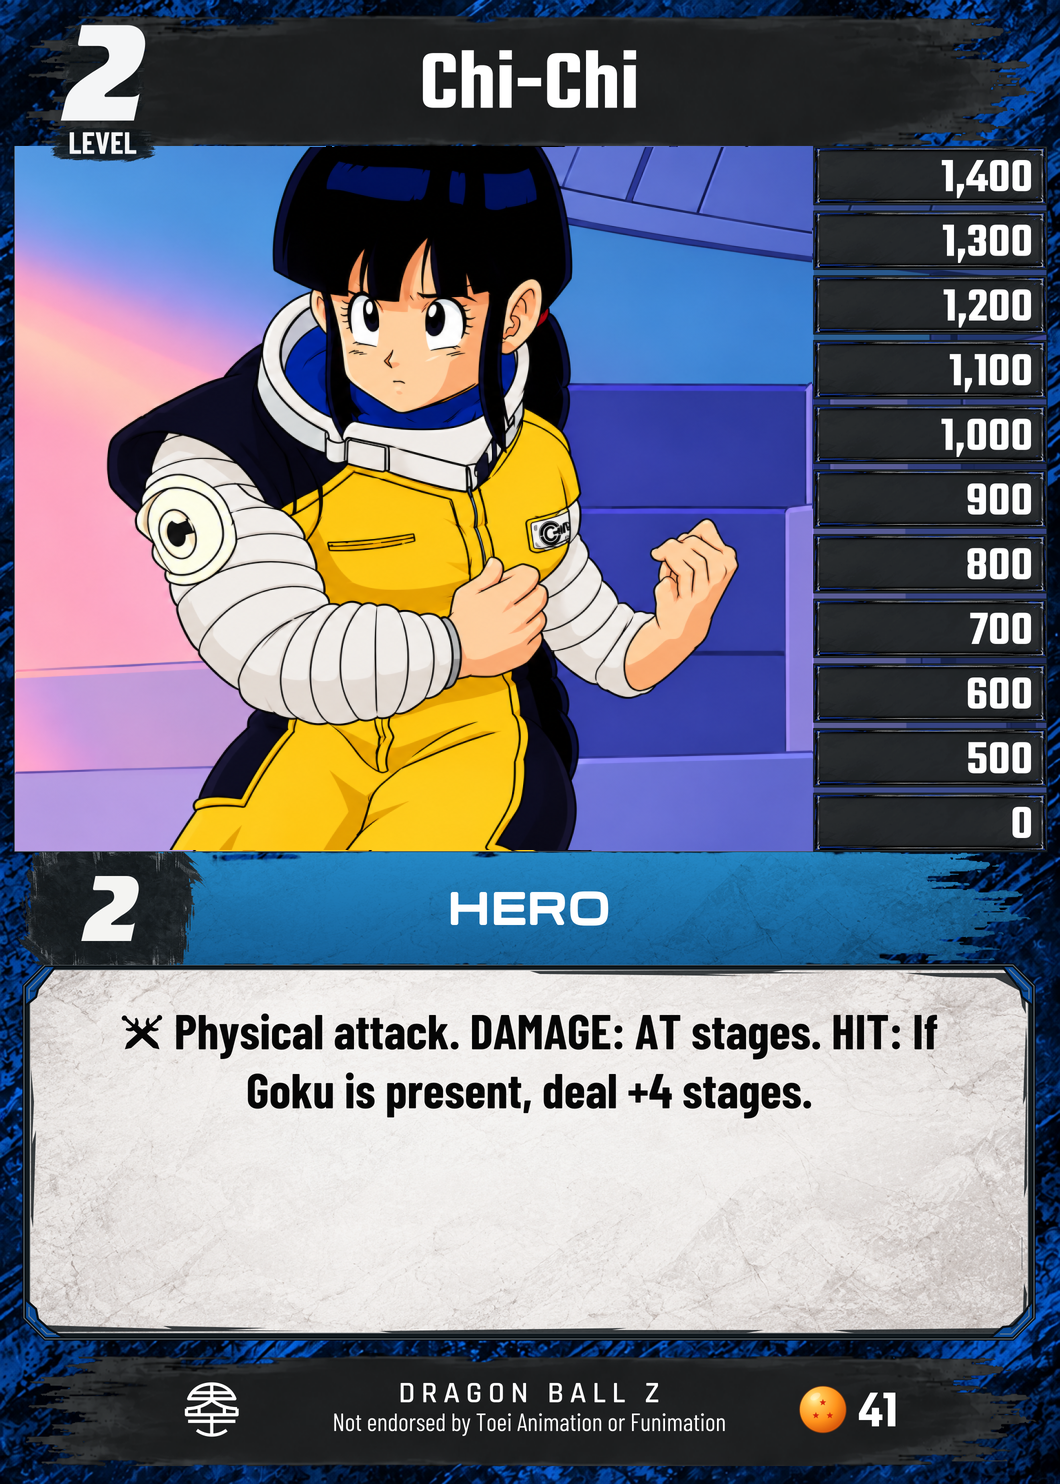 2
LEVEL
Chi-Chi
1,400
1,300
1,200
1,100
1,000
900
800
700
600
500
0
2
HERO
Physical attack. DAMAGE: AT stages. HIT: If
Goku is present, deal +4 stages.
DRAGON BALL Z
Not endorsed by Toei Animation or Funimation
41